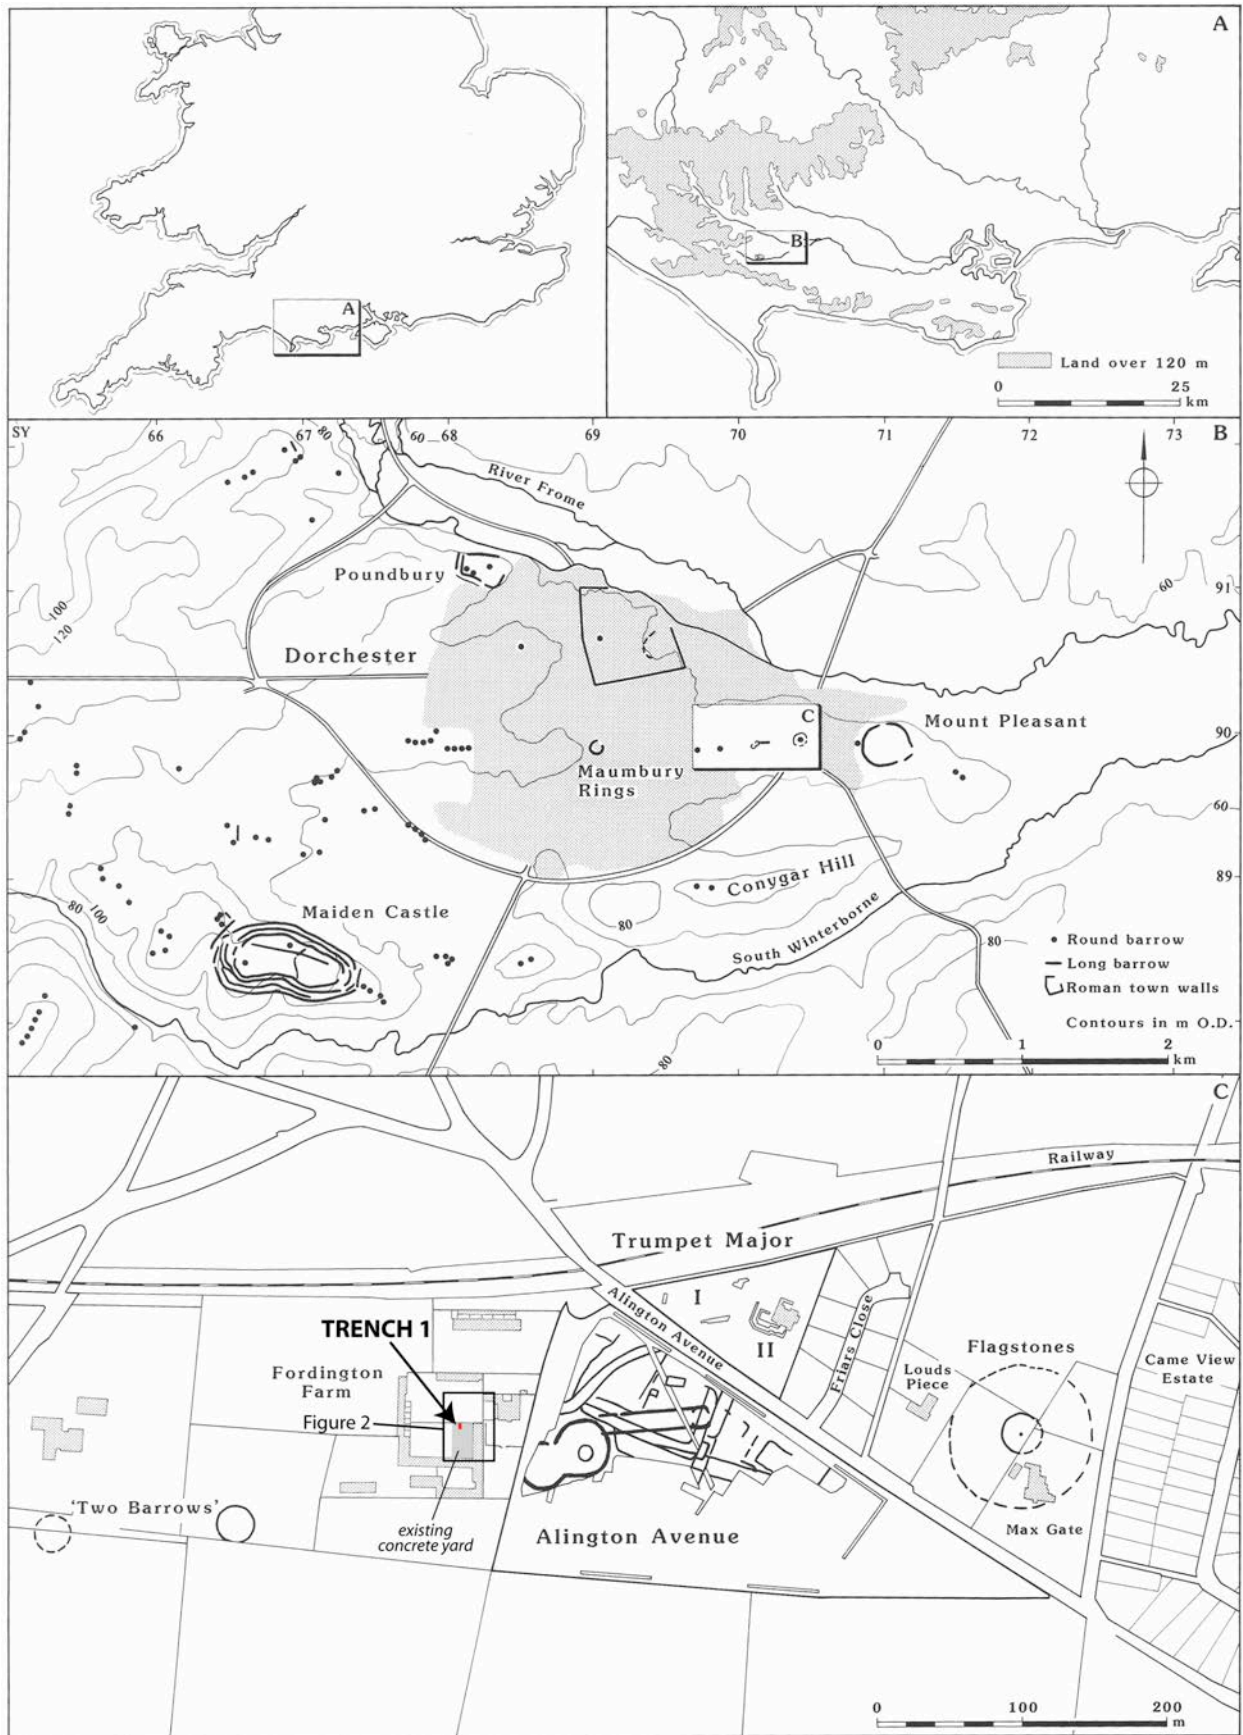 A
A
B
Land over 120 m
0 25
km
SY 66 67 68 69 70 71 72 73 B
80
60
River Frome
Poundbury
60
91
100
120
Dorchester
C
Mount Pleasant
90
Maumbury
Rings
60
Conygar Hill
89
80
100
Maiden Castle
80
South Winterborne
80
Round barrow
Long barrow
Roman town walls
Contours in m O.D.
0 1 2
km
80
C
Railway
Trumpet Major
I
Alington Avenue
II
Friars Close
TRENCH 1
Fordington
Farm
Figure 2
Flagstones
Louds
Piece
Came View
Estate
'Two Barrows'
existing
concrete yard
Alington Avenue
Max Gate
0 100 200
m